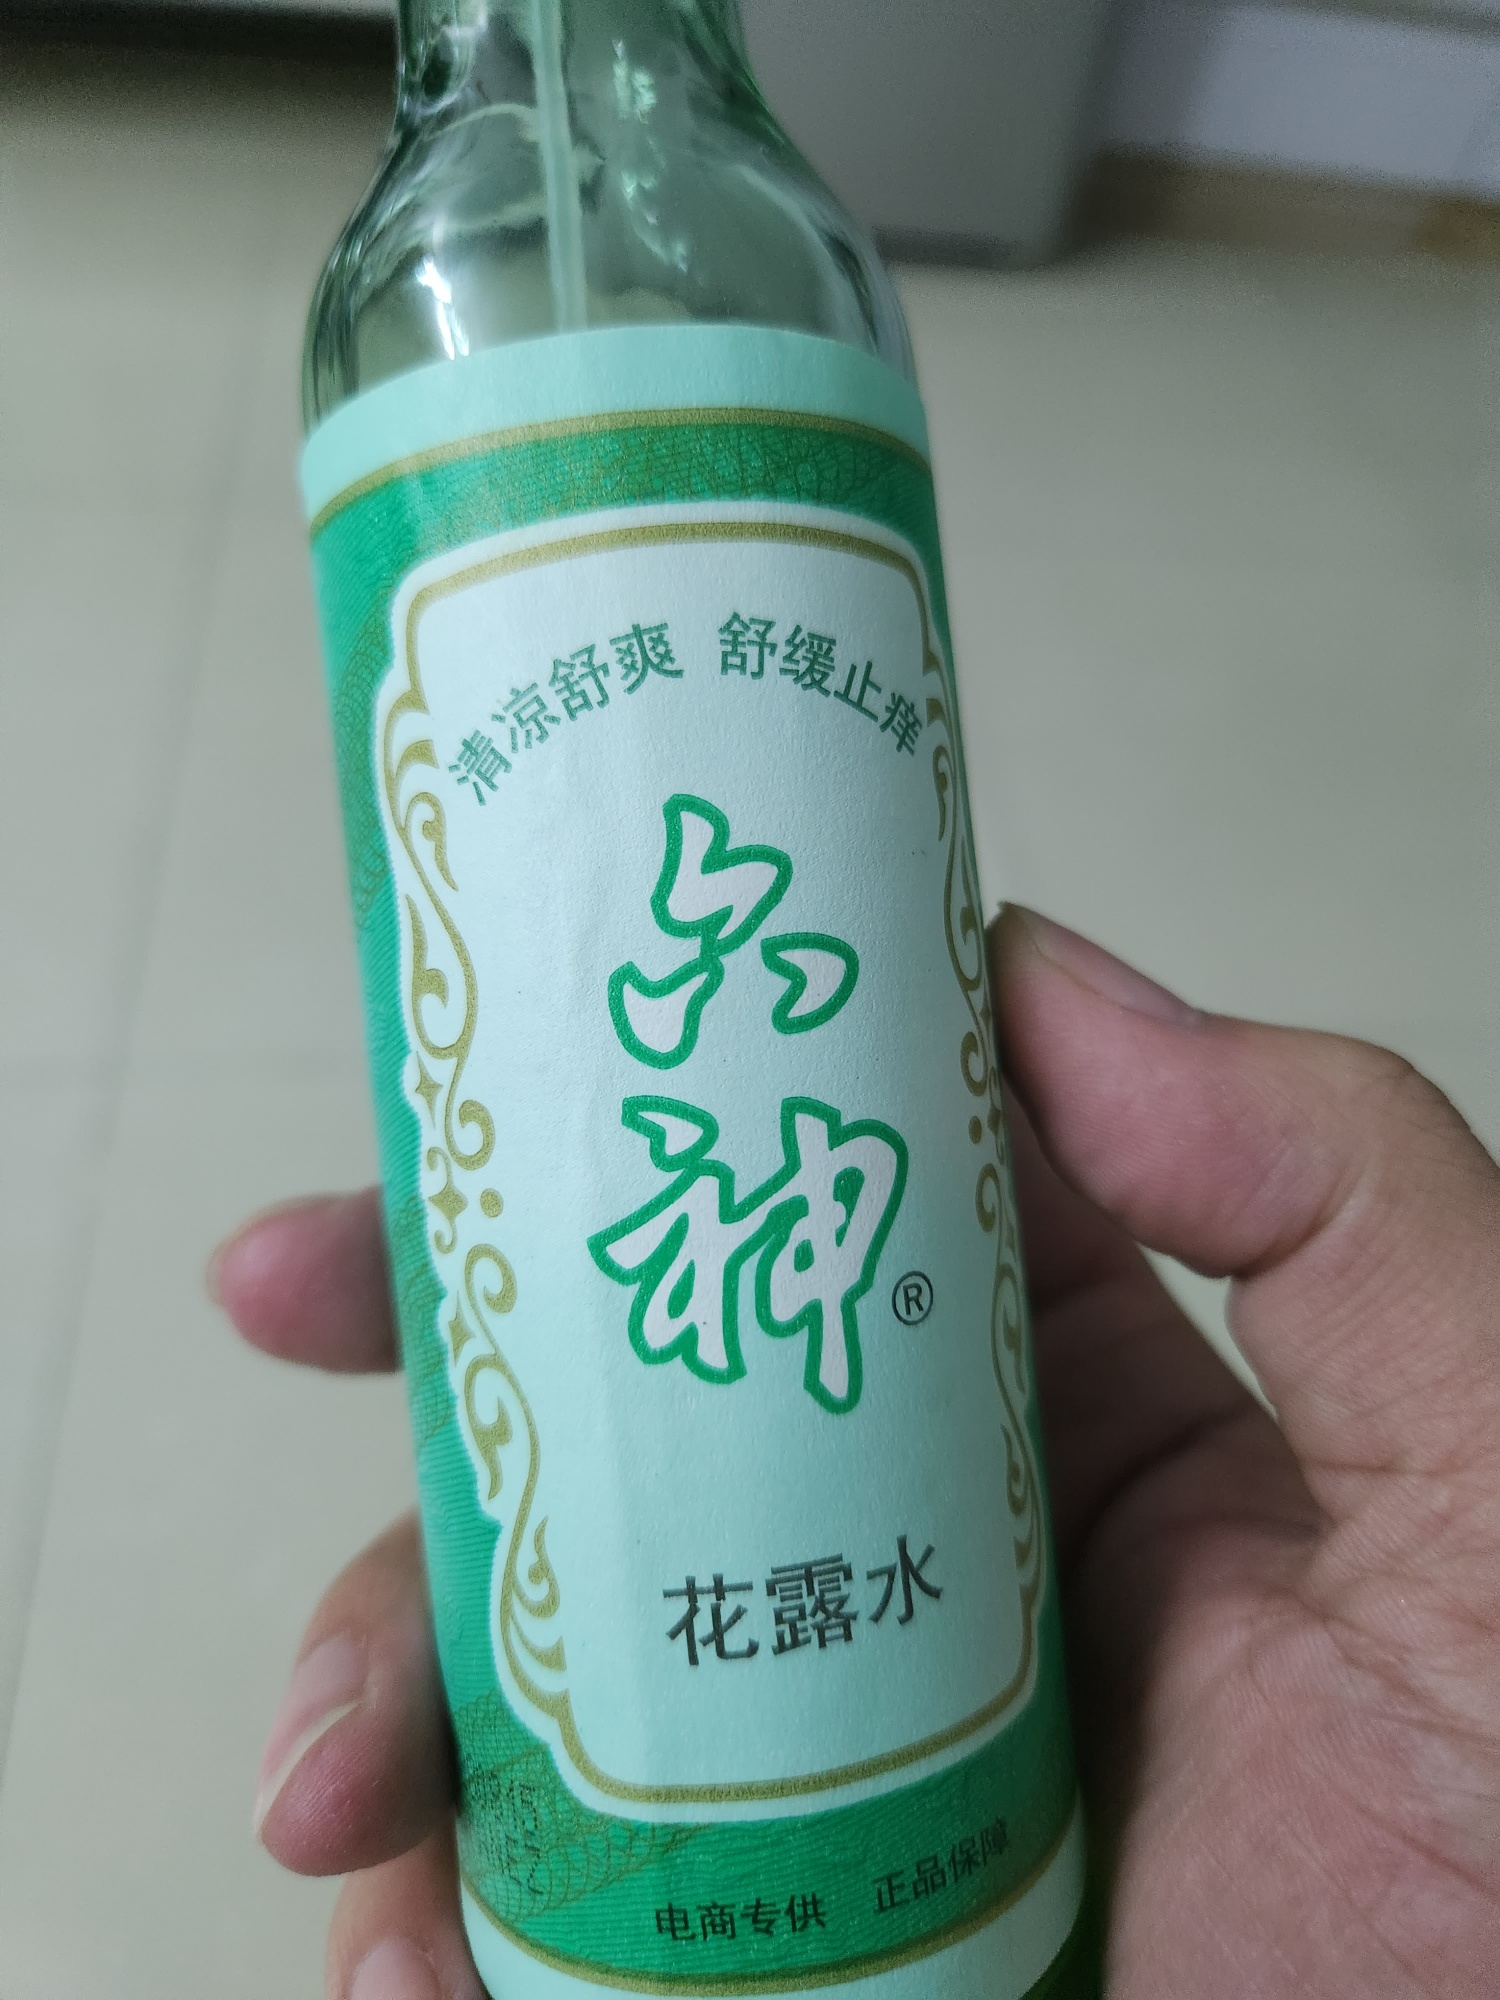 清凉舒爽 舒缓止痒
六神®
花露水
电商专供 正品保障